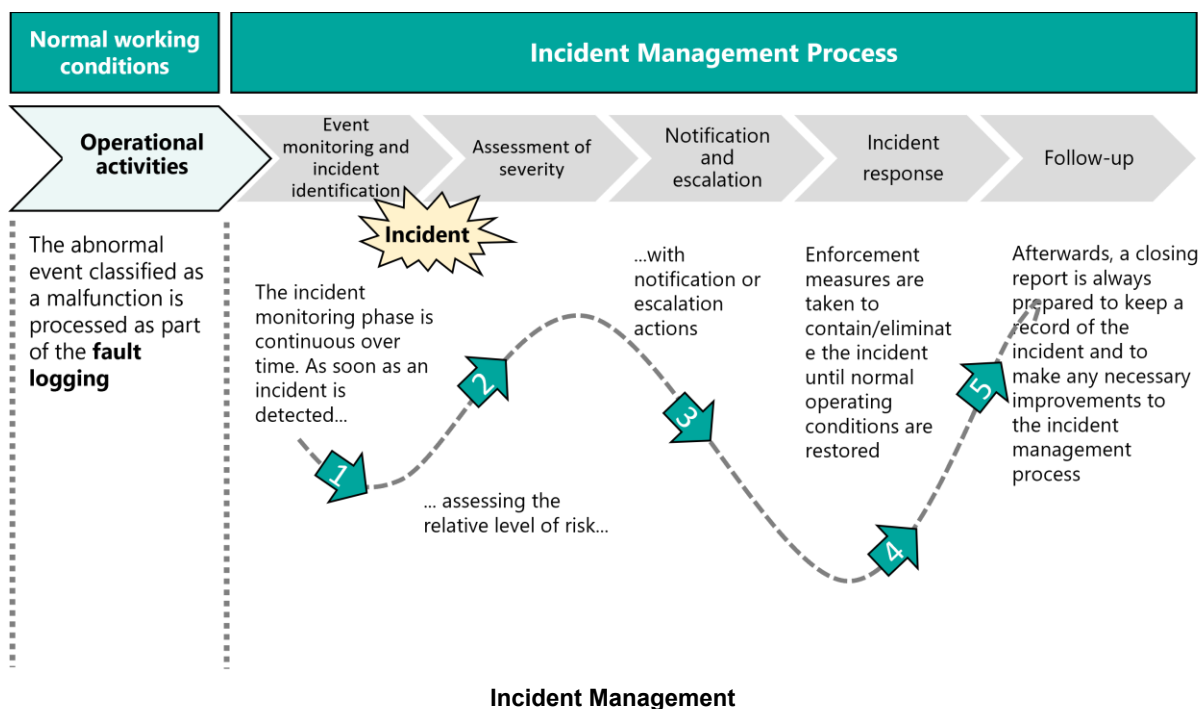 Normal working
conditions
Incident Management Process
Operational
activities
Event
monitoring and
incident
identification
Assessment of
severity
Notification
and
escalation
Incident
response
Follow-up
Incident
The abnormal
event classified as
a malfunction is
processed as part
of the fault
logging
The incident
monitoring phase is
continuous over
time. As soon as an
incident is
detected...
1
... assessing the
relative level of risk...
2
...with
notification or
escalation
actions
3
Enforcement
measures are
taken to
contain/eliminat
e the incident
until normal
operating
conditions are
restored
4
Afterwards, a closing
report is always
prepared to keep a
record of the
incident and to
make any necessary
improvements to
the incident
management
process
5
Incident Management